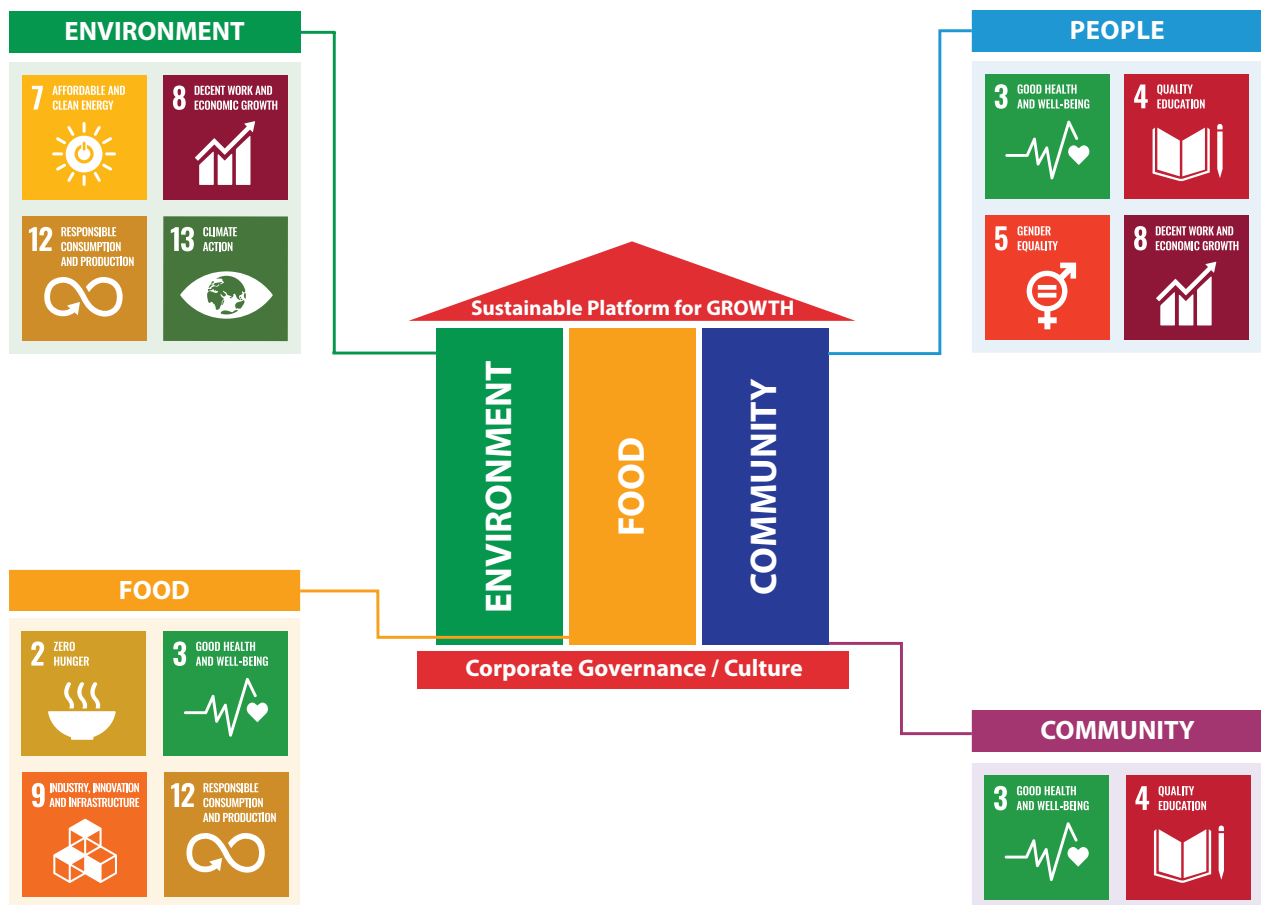 ENVIRONMENT
7 AFFORDABLE AND
CLEAN ENERGY
8 DECENT WORK AND
ECONOMIC GROWTH
12 RESPONSIBLE
CONSUMPTION
AND PRODUCTION
13 CLIMATE
ACTION
PEOPLE
3 GOOD HEALTH
AND WELL-BEING
4 QUALITY
EDUCATION
5 GENDER
EQUALITY
8 DECENT WORK AND
ECONOMIC GROWTH
Sustainable Platform for GROWTH
ENVIRONMENT
FOOD
COMMUNITY
Corporate Governance / Culture
FOOD
2 ZERO
HUNGER
3 GOOD HEALTH
AND WELL-BEING
9 INDUSTRY, INNOVATION
AND INFRASTRUCTURE
12 RESPONSIBLE
CONSUMPTION
AND PRODUCTION
COMMUNITY
3 GOOD HEALTH
AND WELL-BEING
4 QUALITY
EDUCATION